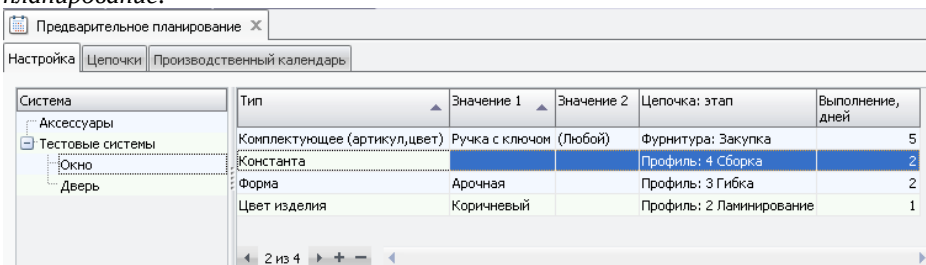 планирование.
Предварительное планирование
Настройка Цепочки Производственный календарь
Система Тип Значение 1 Значение 2 Цепочка: этап Выполнение, дней
Аксессуары
Тестовые системы Комплектующее (артикул,цвет) Ручка с ключом (Любой) Фурнитура: Закупка 5
Окно Константа Профиль: 4 Сборка 2
Дверь Форма Арочная Профиль: 3 Гибка 2
Цвет изделия Коричневый Профиль: 2 Ламинирование 1
2 из 4